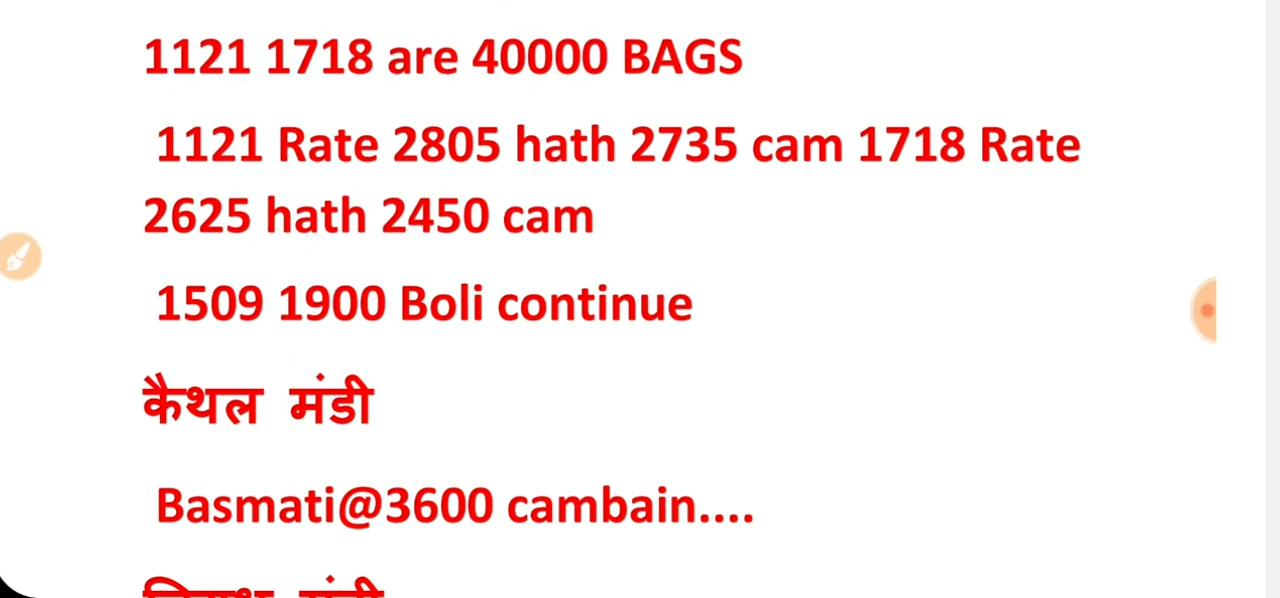 1121 1718 are 40000 BAGS
1121 Rate 2805 hath 2735 cam 1718 Rate
2625 hath 2450 cam
1509 1900 Boli continue
कैथल मंडी
Basmati@3600 cambain....